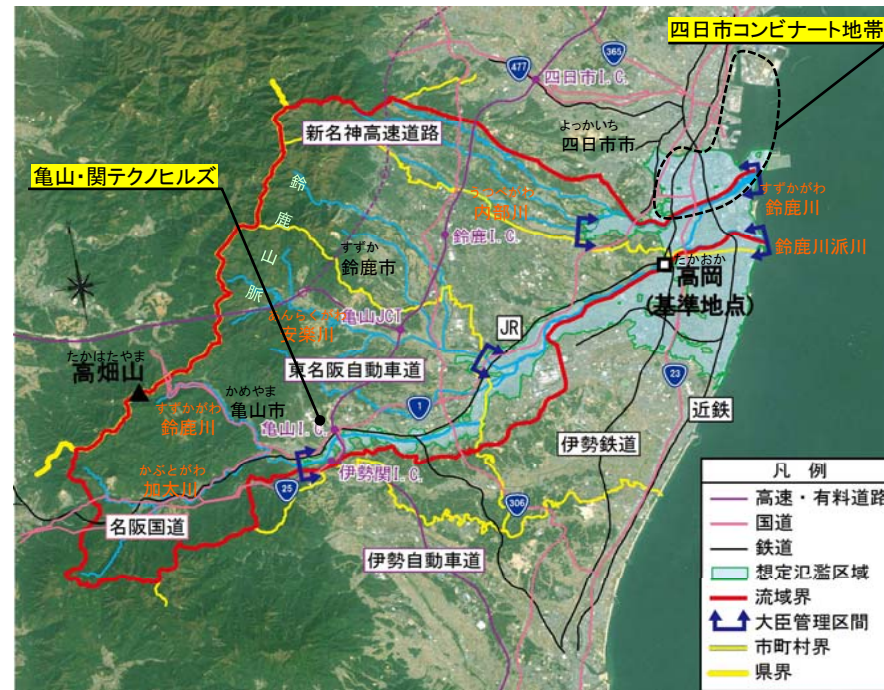 四日市コンビナート地帯
365
477
四日市I.C.
新名神高速道路
よっかいち
四日市市
亀山・関テクノヒルズ
鈴鹿山脈
うつべがわ
内部川
すずかがわ
鈴鹿川
鈴鹿I.C.
すずか
鈴鹿市
鈴鹿川派川
たかおか
高岡
(基準地点)
あんらくがわ
安楽川
亀山JCT
JR
東名阪自動車道
たかはたやま
高畑山
かめやま
亀山市
すずかがわ
鈴鹿川
亀山I.C.
1
23
近鉄
かぶとがわ
加太川
伊勢関I.C.
伊勢鉄道
25
306
名阪国道
伊勢自動車道
凡例
高速・有料道路
国道
鉄道
想定氾濫区域
流域界
大臣管理区間
市町村界
県界